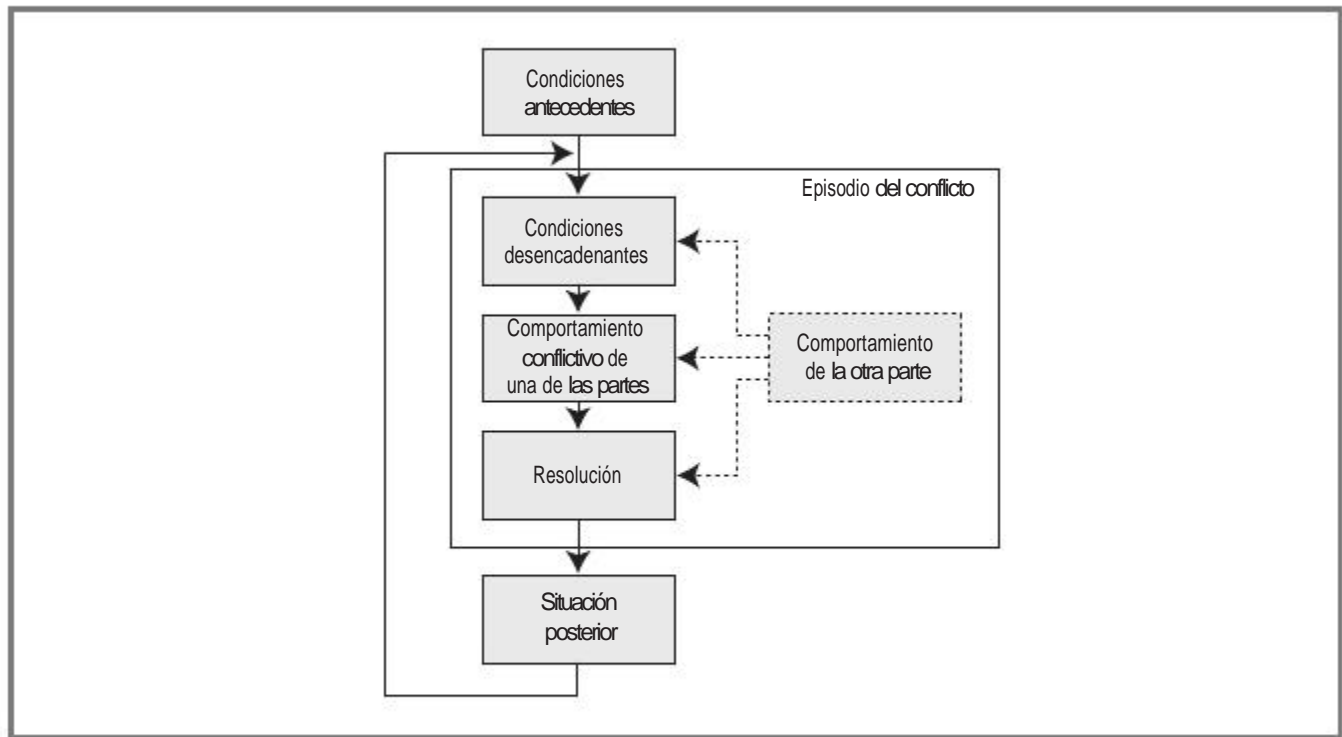 Condiciones
antecedentes
Episodio del conflicto
Condiciones
desencadenantes
Comportamiento
conflictivo de
una de las partes
Comportamiento
de la otra parte
Resolución
Situación
posterior